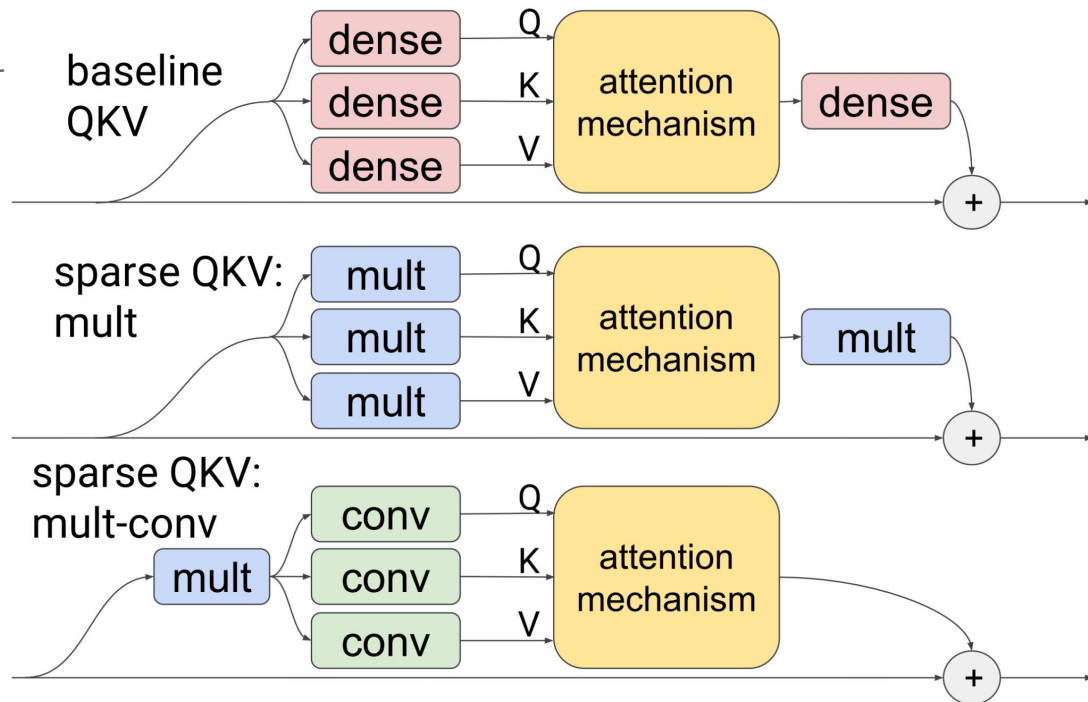 baseline
QKV
dense
dense
dense
Q
K
V
attention
mechanism
dense
+
sparse QKV:
mult
mult
mult
mult
Q
K
V
attention
mechanism
mult
+
sparse QKV:
mult-conv
mult
conv
conv
conv
Q
K
V
attention
mechanism
+